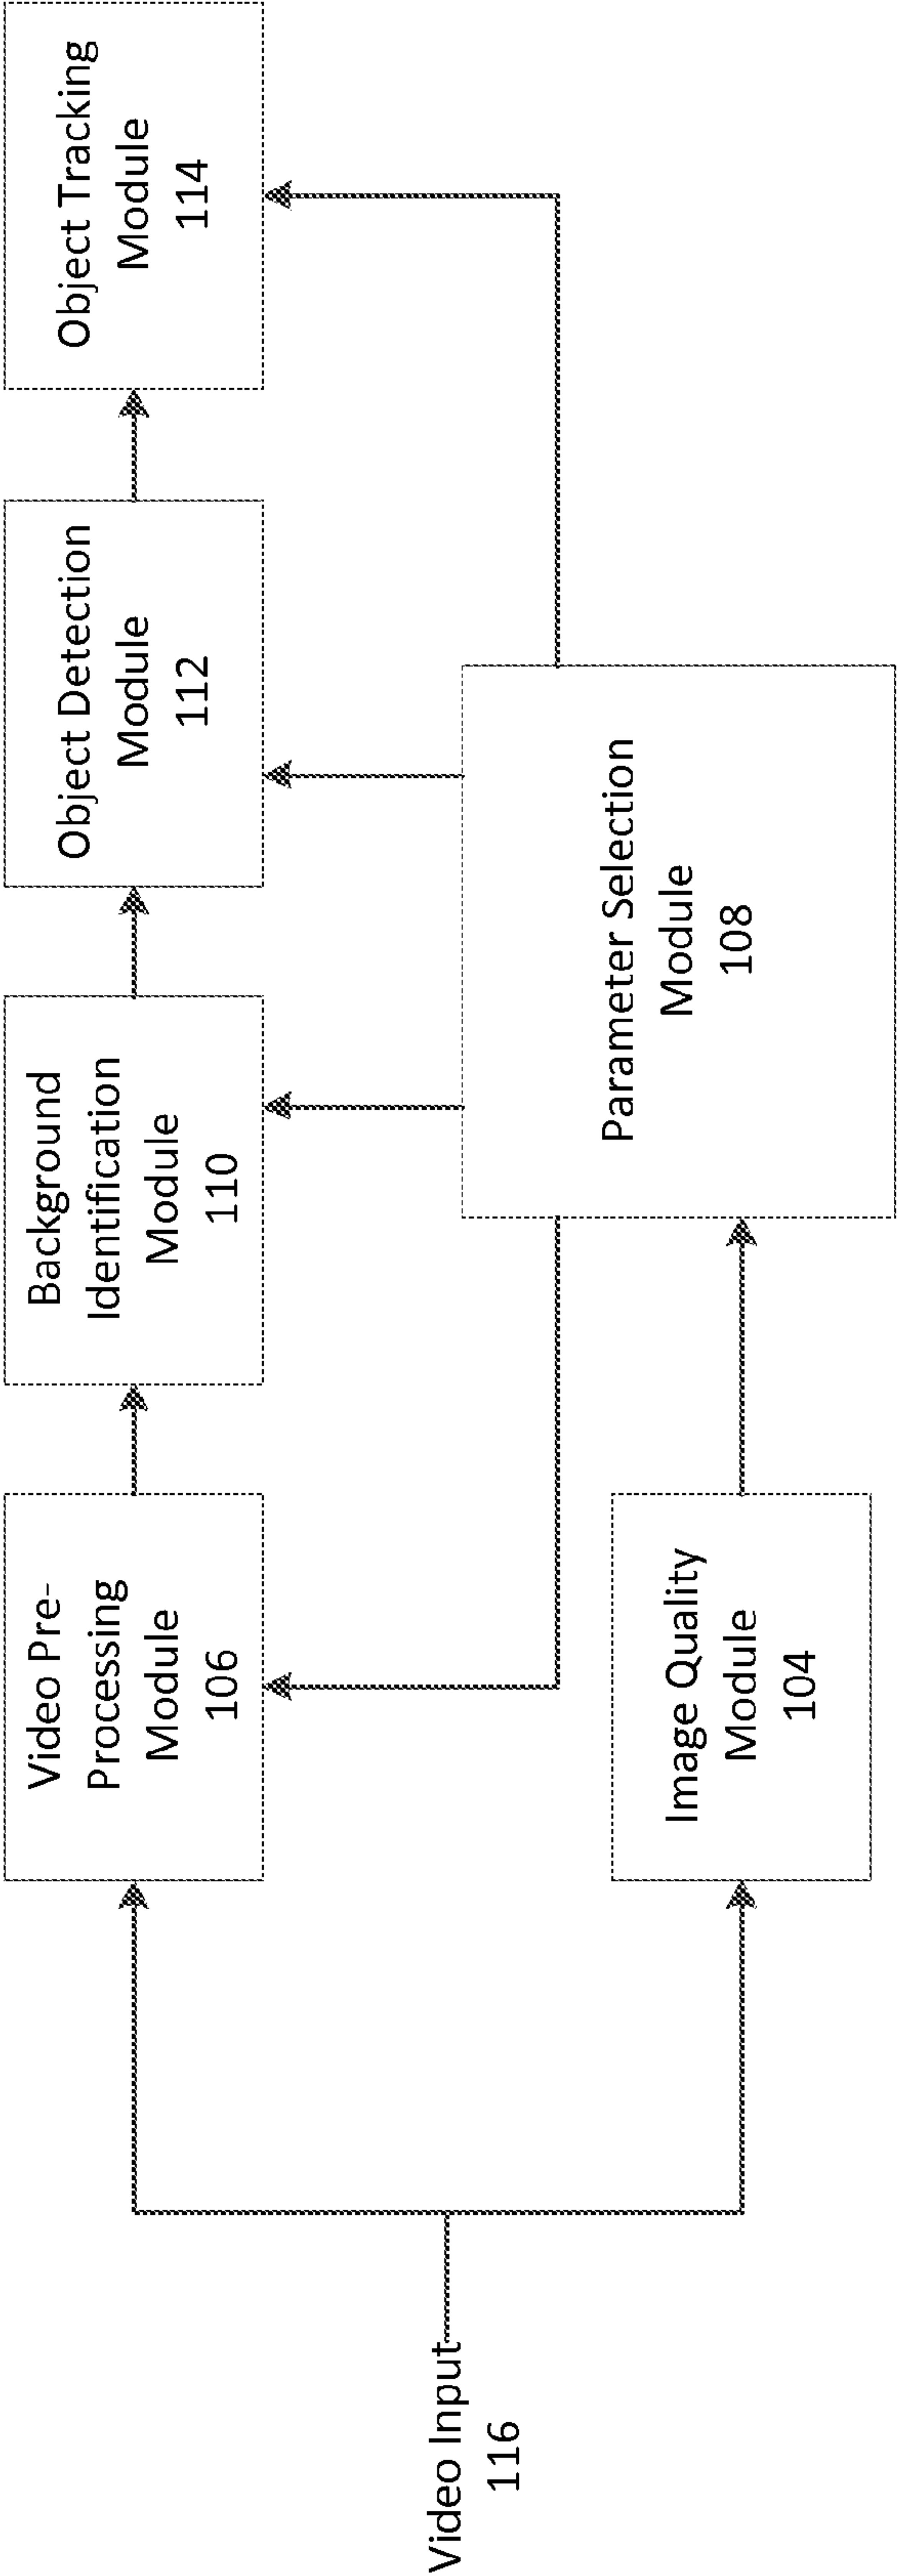 Video Input
116
Video Pre-
Processing
Module
106
Background
Identification
Module
110
Object Detection
Module
112
Object Tracking
Module
114
Image Quality
Module
104
Parameter Selection
Module
108